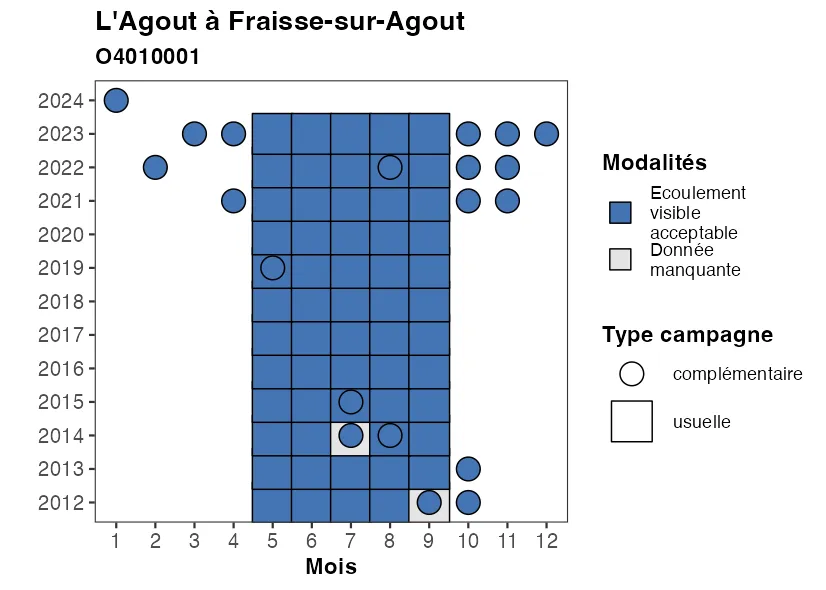 L'Agout à Fraisse-sur-Agout
O4010001
2024
2023
2022
2021
2020
2019
2018
2017
2016
2015
2014
2013
2012
1 2 3 4 5 6 7 8 9 10 11 12
Mois
Modalités
Ecoulement
visible
acceptable
Donnée
manquante
Type campagne
complémentaire
usuelle